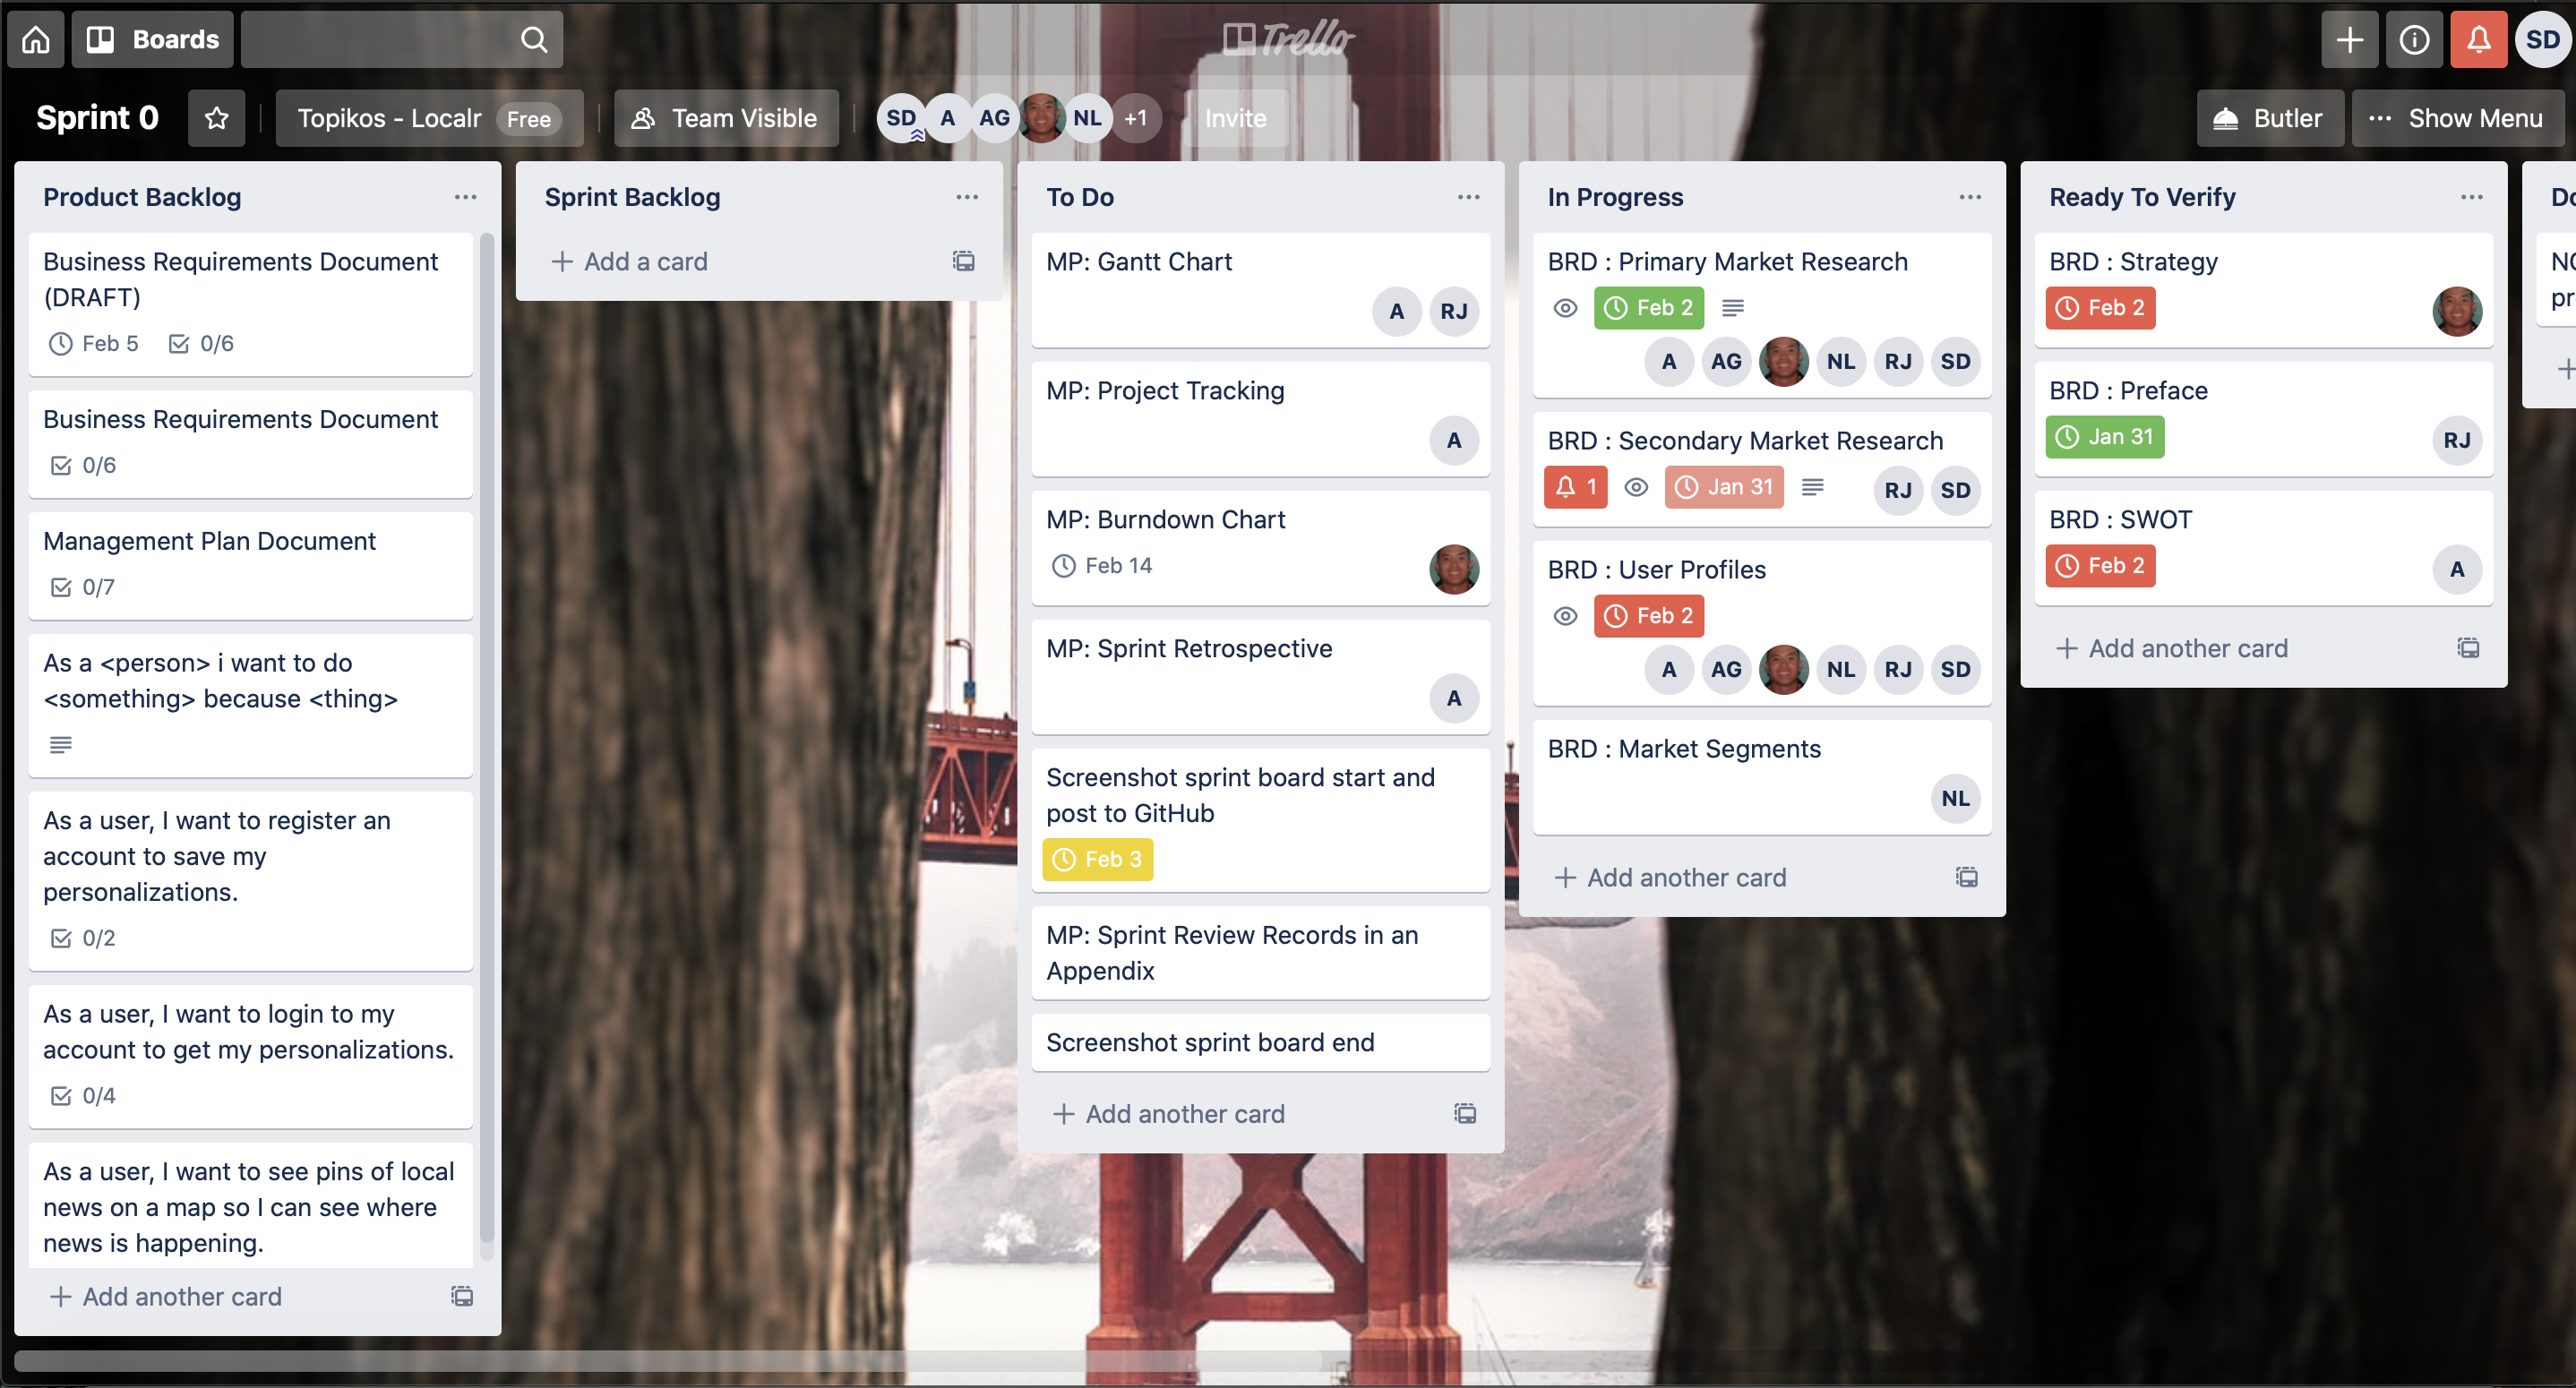 Boards
Trello
SD
Sprint 0
Topikos - Localr Free
Team Visible
SD A AG NL +1
Invite
Butler
Show Menu
Product Backlog
Business Requirements Document
(DRAFT)
Feb 5 0/6
Business Requirements Document
0/6
Management Plan Document
0/7
As a <person> i want to do
<something> because <thing>
As a user, I want to register an
account to save my
personalizations.
0/2
As a user, I want to login to my
account to get my personalizations.
0/4
As a user, I want to see pins of local
news on a map so I can see where
news is happening.
Add another card
Sprint Backlog
Add a card
To Do
MP: Gantt Chart
A RJ
MP: Project Tracking
A
MP: Burndown Chart
Feb 14
MP: Sprint Retrospective
A
Screenshot sprint board start and
post to GitHub
Feb 3
MP: Sprint Review Records in an
Appendix
Screenshot sprint board end
Add another card
In Progress
BRD : Primary Market Research
Feb 2
A AG NL RJ SD
BRD : Secondary Market Research
1 Jan 31 RJ SD
BRD : User Profiles
Feb 2
A AG NL RJ SD
BRD : Market Segments
NL
Add another card
Ready To Verify
BRD : Strategy
Feb 2
BRD : Preface
Jan 31
RJ
BRD : SWOT
Feb 2
A
Add another card